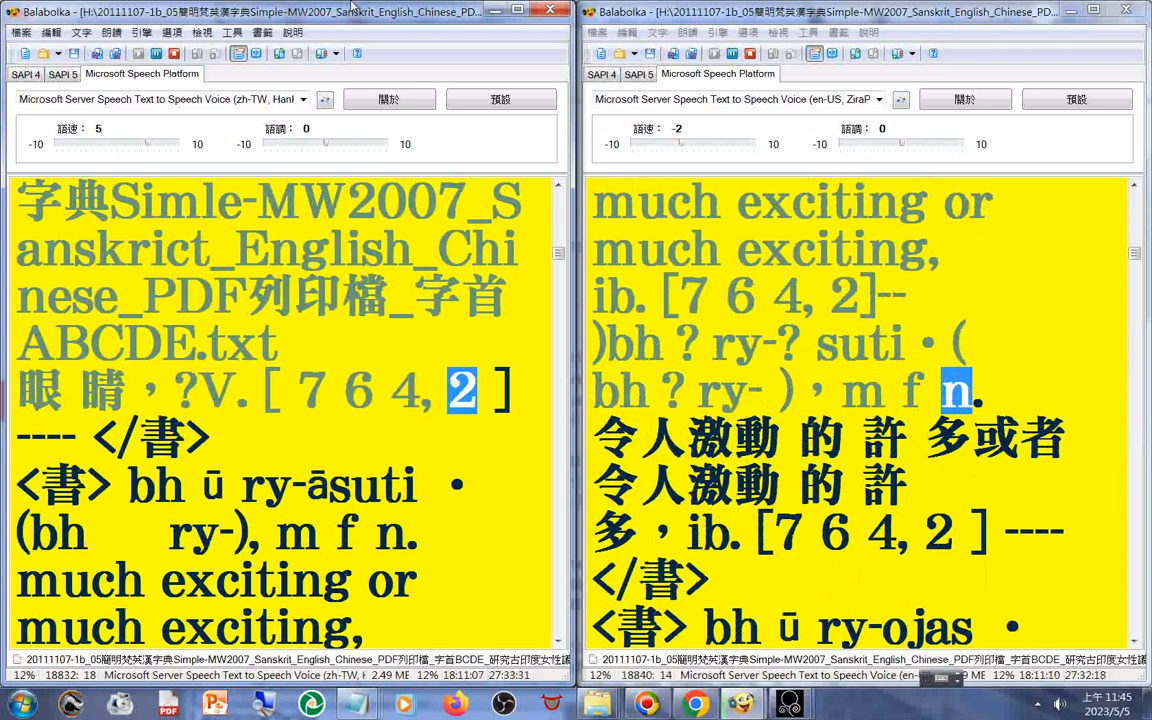 Balabolka - [H:\20111107-1b_05簡明梵英漢字典Simple-MW2007_Sanskrit_English_Chinese_PD...
檔案 編輯 文字 朗讀 引擎 選項 檢視 工具 書籤 說明
SAPI 4 SAPI 5 Microsoft Speech Platform
Microsoft Server Speech Text to Speech Voice (zh-TW, Hanl 關於 預設
語速： 5 語調： 0
-10 10 -10 10
字典Simle-MW2007_S
anskrict_English_Chi
nese_PDF列印檔_字首
ABCDE.txt
眼 睛，?V. [ 7 6 4, 2 ]
---- </書>
<書> bh ū ry-āsuti •
(bh ry-), m f n.
much exciting or
much exciting,
20111107-1b_05簡明梵英漢字典Simple-MW2007_Sanskrit_English_Chinese_PDF列印檔_字首BCDE_研究古印度女性議
12% 18832: 18 Microsoft Server Speech Text to Speech Voice (zh-TW, H 2.49 MB 12% 18:11:07 27:33:31
Balabolka - [H:\20111107-1b_05簡明梵英漢字典Simple-MW2007_Sanskrit_English_Chinese_PD...
檔案 編輯 文字 朗讀 引擎 選項 檢視 工具 書籤 說明
SAPI 4 SAPI 5 Microsoft Speech Platform
Microsoft Server Speech Text to Speech Voice (en-US, ZiraP 關於 預設
語速： -2 語調： 0
-10 10 -10 10
much exciting or
much exciting,
ib. [7 6 4, 2]--
)bh ? ry-? suti • (
bh ? ry- )，m f n.
令人激動 的 許 多或者
令人激動 的 許
多，ib. [7 6 4, 2 ] ----
</書>
<書> bh ū ry-ojas •
20111107-1b_05簡明梵英漢字典Simple-MW2007_Sanskrit_English_Chinese_PDF列印檔_字首BCDE_研究古印度女性議
12% 18840: 14 Microsoft Server Speech Text to Speech Voice 12% 18:11:10 27:32:18
上午 11:45
2023/5/5